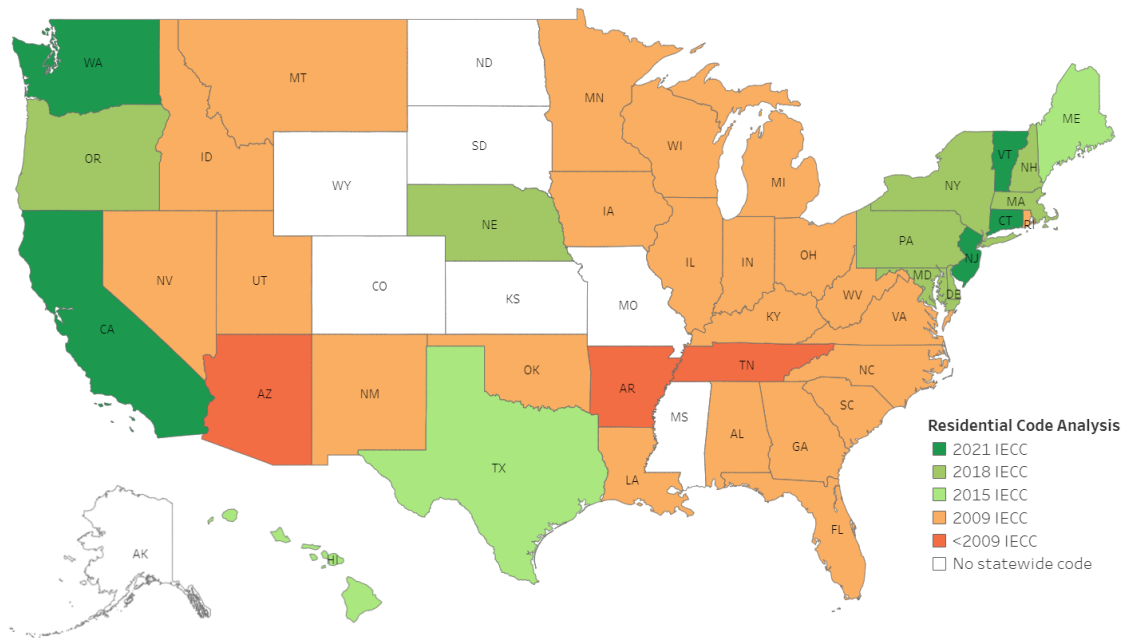 WA
MT
ND
MN
OR
ID
SD
WI
ME
WY
MI
VT
NH
NY
MA
NE
IA
CT
RI
PA
NV
UT
CO
KS
MO
IL
IN
OH
NJ
MD
DE
WV
VA
CA
KY
AZ
NM
OK
AR
TN
NC
MS
AL
GA
SC
TX
LA
FL
AK
HI
Residential Code Analysis
2021 IECC
2018 IECC
2015 IECC
2009 IECC
<2009 IECC
No statewide code